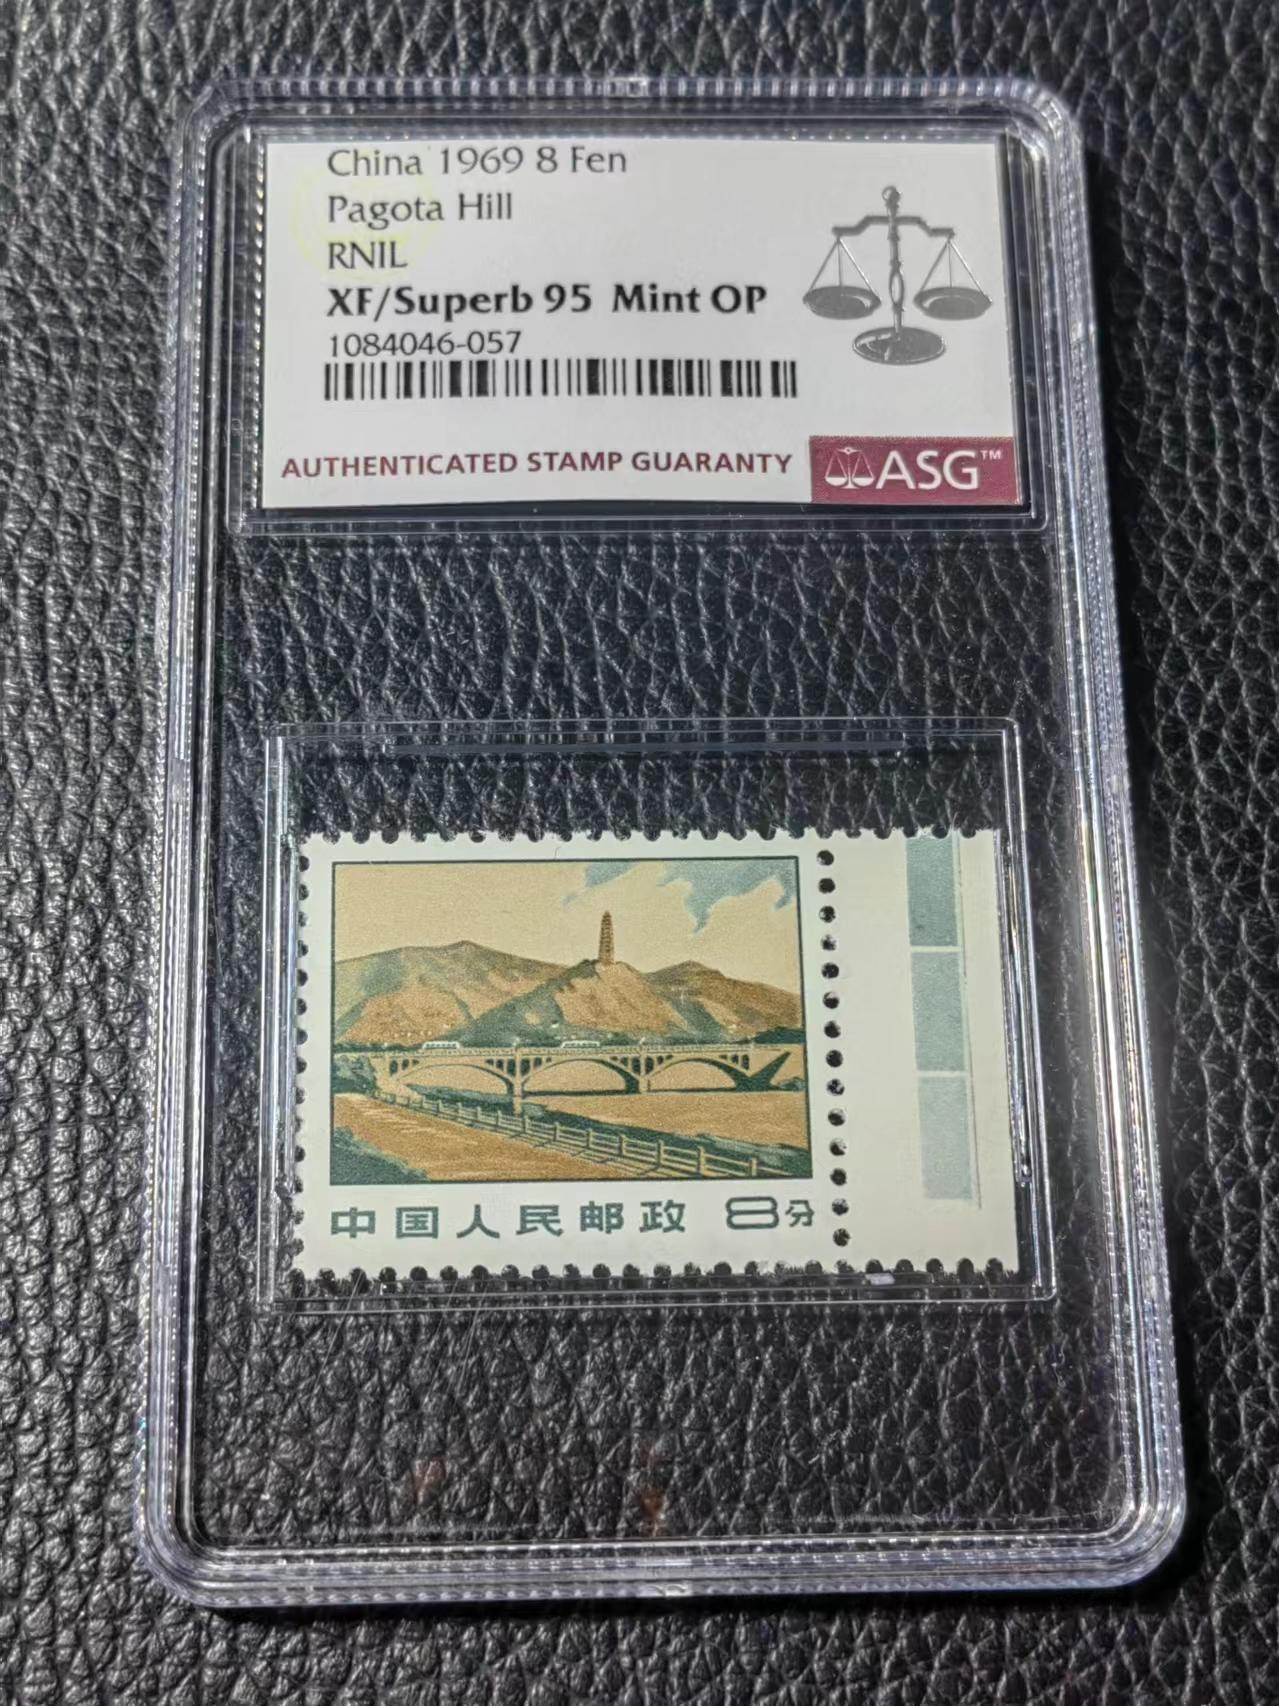 China 1969 8 Fen
Pagota Hill
RNIL
XF/Superb 95 Mint OP
1084046-057
AUTHENTICATED STAMP GUARANTY ASG™
中国人民邮政 8分